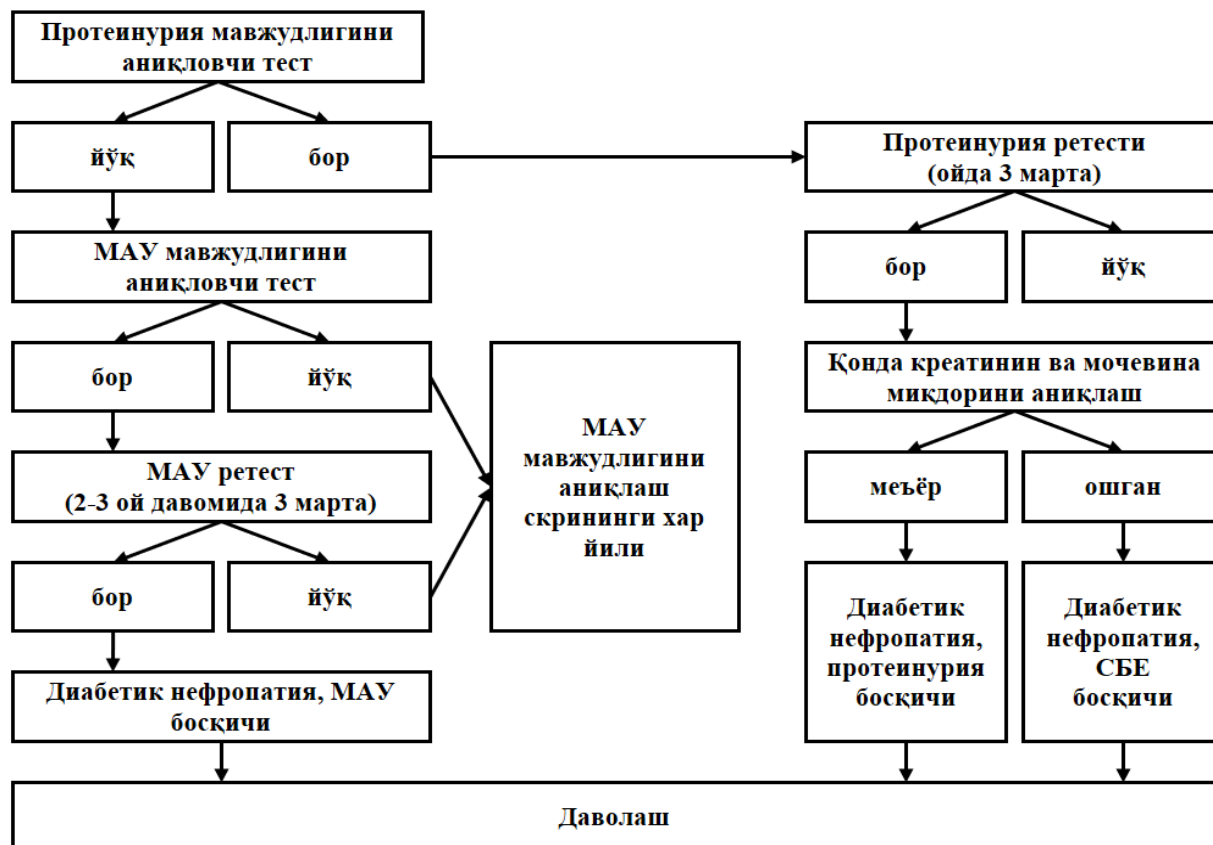 Протеинурия мавжудлигини
аниқловчи тест
йўқ
бор
Протеинурия ретести
(ойда 3 марта)
МАУ мавжудлигини
аниқловчи тест
бор
йўқ
бор
йўқ
МАУ
мавжудлигини
аниқлаш
скрининги хар
йили
Қонда креатинин ва мочевина
миқдорини аниқлаш
МАУ ретест
(2-3 ой давомида 3 марта)
меъёр
ошган
бор
йўқ
Диабетик
нефропатия,
протеинурия
босқичи
Диабетик
нефропатия,
СБЕ
босқичи
Диабетик нефропатия, МАУ
босқичи
Даволаш